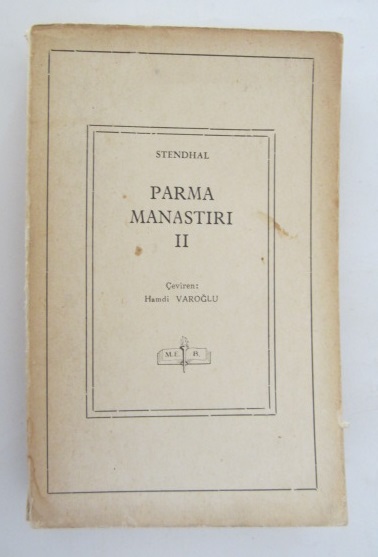 STENDHAL
PARMA
MANASTIRI
II
Çeviren:
Hamdi VAROĞLU
M.E. B.